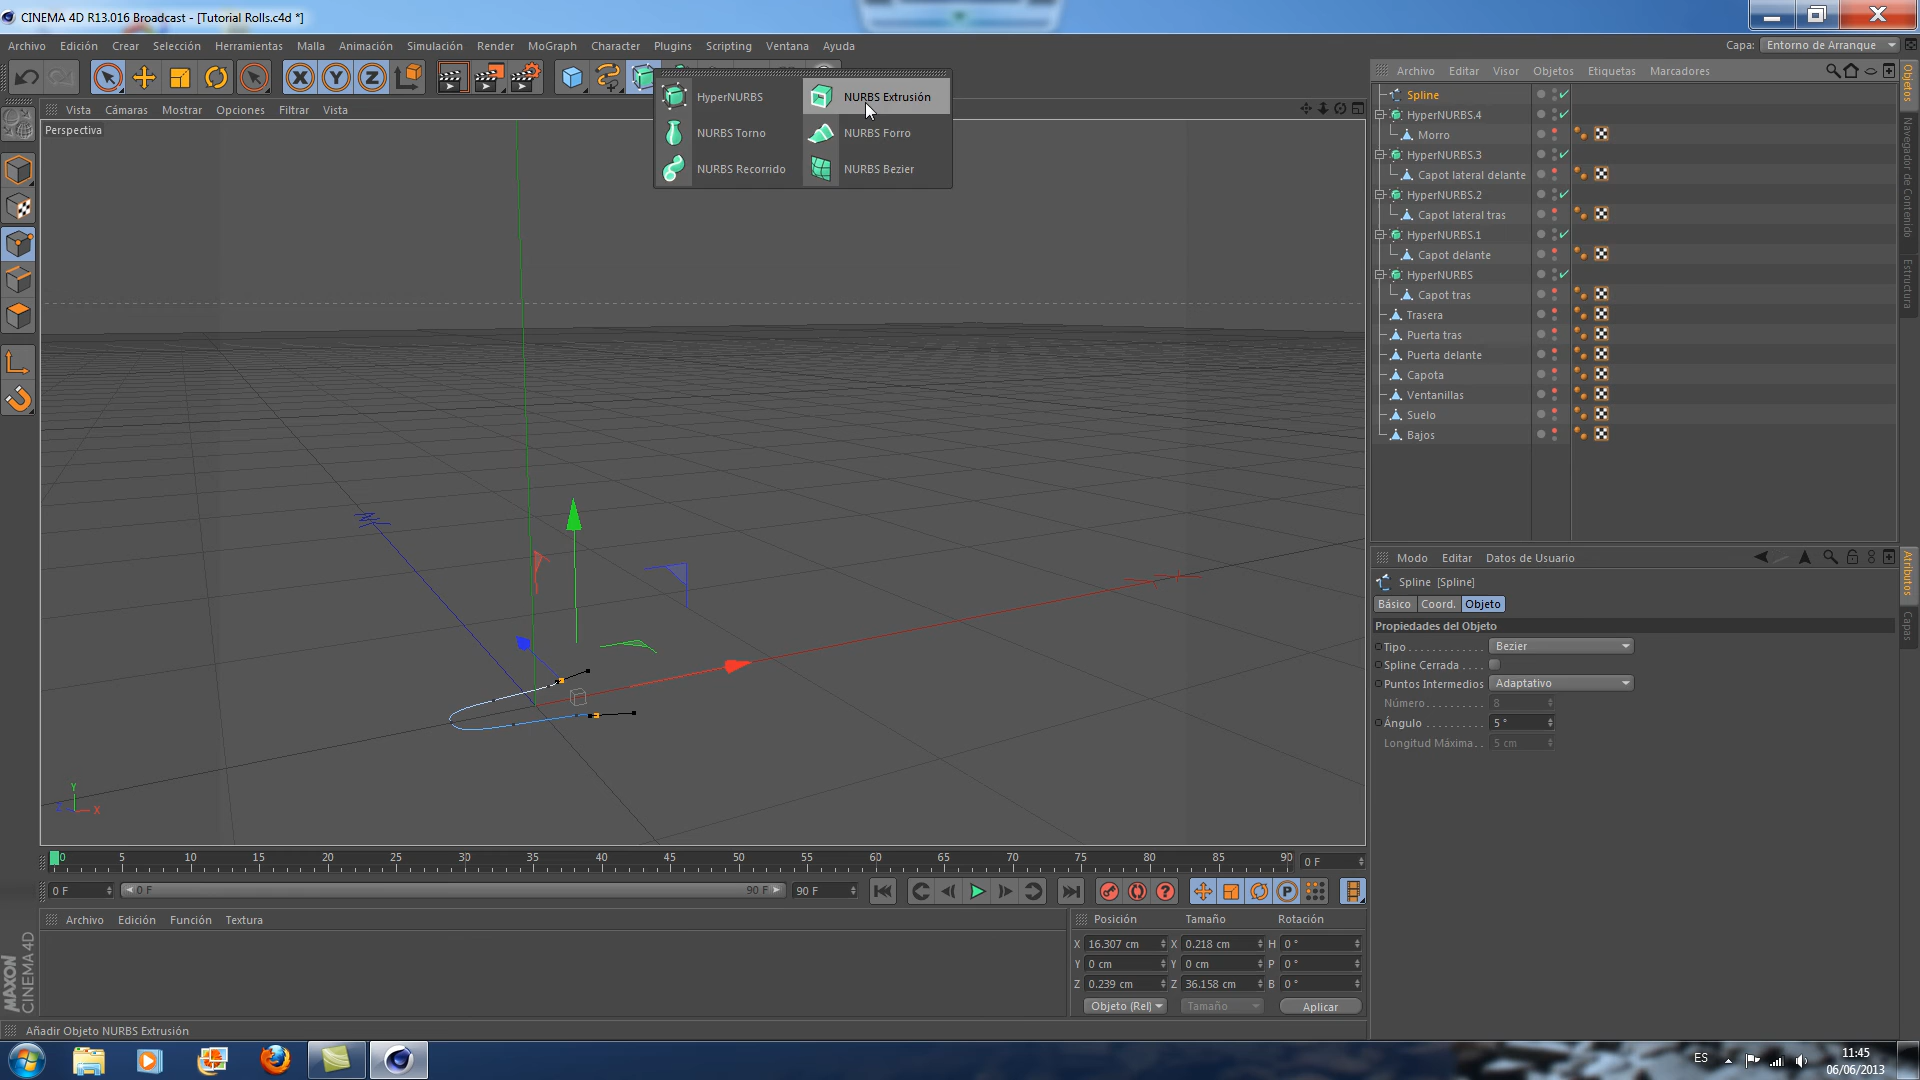 CINEMA 4D R13.016 Broadcast - [Tutorial Rolls.c4d *]
Archivo Edición Crear Selección Herramientas Malla Animación Simulación Render MoGraph Character Plugins Scripting Ventana Ayuda
Capa: Entorno de Arranque
X Y Z
Archivo Editar Visor Objetos Etiquetas Marcadores
Vista Cámaras Mostrar Opciones Filtrar Vista
Perspectiva
HyperNURBS NURBS Extrusión
NURBS Torno NURBS Forro
NURBS Recorrido NURBS Bezier
Spline
HyperNURBS.4
Morro
HyperNURBS.3
Capot lateral delante
HyperNURBS.2
Capot lateral tras
HyperNURBS.1
Capot delante
HyperNURBS
Capot tras
Trasera
Puerta tras
Puerta delante
Capota
Ventanillas
Suelo
Bajos
Objetos
Navegador de Contenido
Estructura
Modo Editar Datos de Usuario
Spline [Spline]
Básico Coord. Objeto
Propiedades del Objeto
Tipo Bezier
Spline Cerrada
Puntos Intermedios Adaptativo
Número 8
Ángulo 5 °
Longitud Máxima 5 cm
Atributos
Capas
Y
Z X
0 5 10 15 20 25 30 35 40 45 50 55 60 65 70 75 80 85 90 0 F
0 F 0 F 90 F 90 F
Archivo Edición Función Textura
Posición Tamaño Rotación
X 16.307 cm X 0.218 cm H 0 °
Y 0 cm Y 0 cm P 0 °
Z 0.239 cm Z 36.158 cm B 0 °
Objeto (Rel) Tamaño Aplicar
MAXON
CINEMA 4D
Añadir Objeto NURBS Extrusión
ES
11:45
06/06/2013